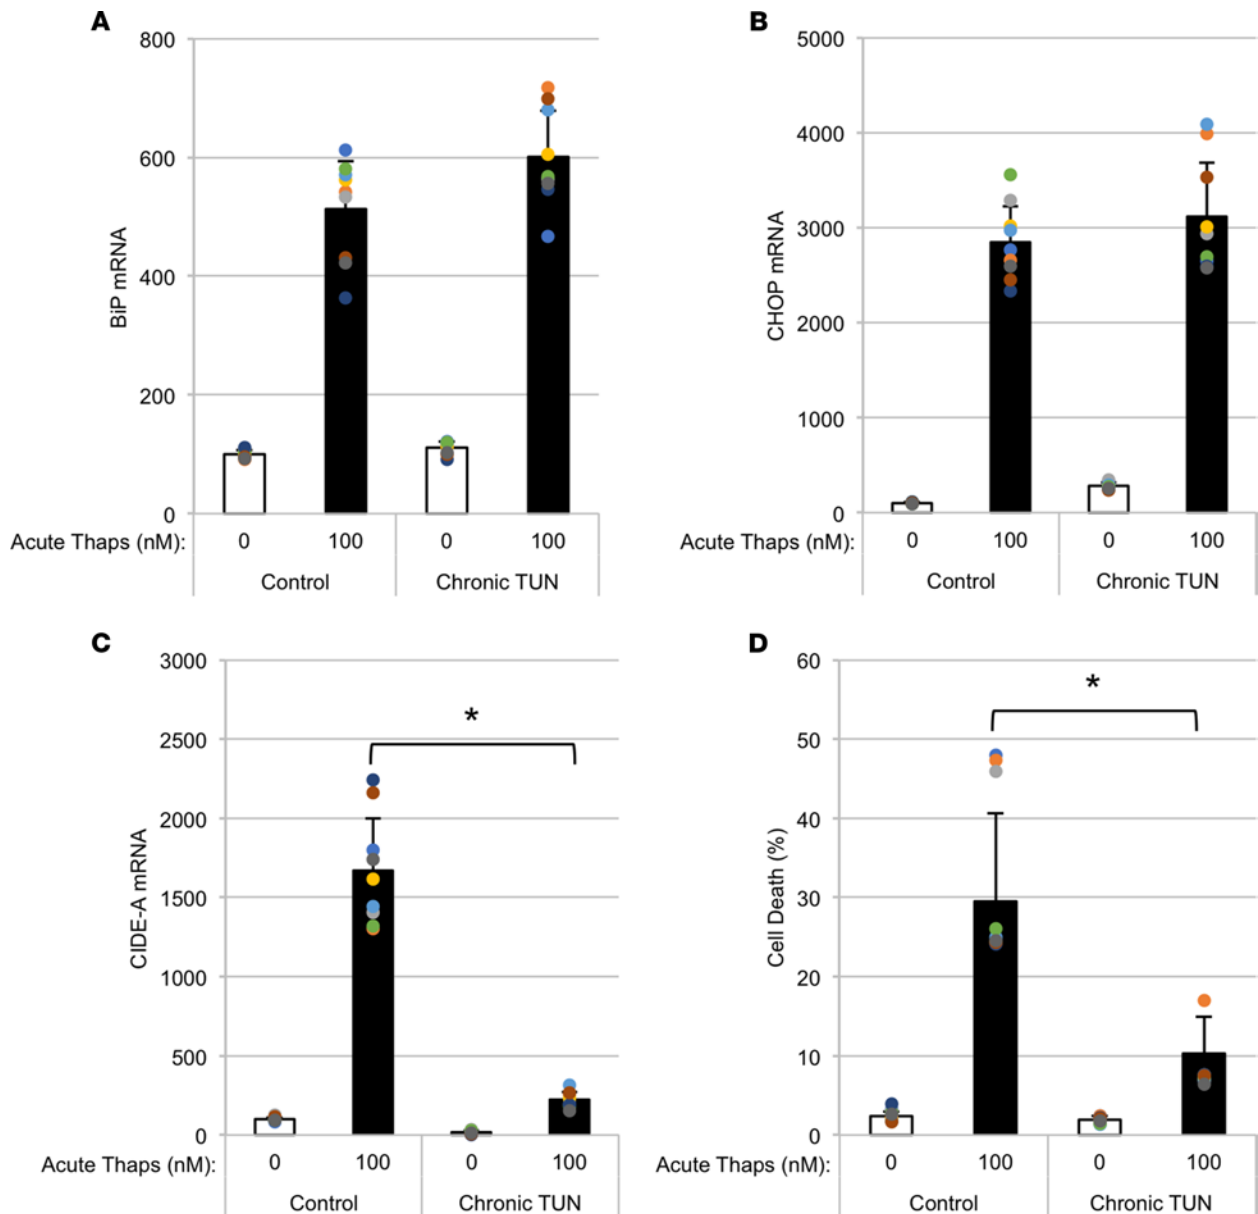 A
B
800
600
400
200
0
BiP mRNA
Acute Thaps (nM): 0 100 0 100
Control Chronic TUN
5000
4000
3000
2000
1000
0
CHOP mRNA
Acute Thaps (nM): 0 100 0 100
Control Chronic TUN
C
D
3000
2500
2000
1500
1000
500
0
CIDE-A mRNA
*
Acute Thaps (nM): 0 100 0 100
Control Chronic TUN
60
50
40
30
20
10
0
Cell Death (%)
*
Acute Thaps (nM): 0 100 0 100
Control Chronic TUN